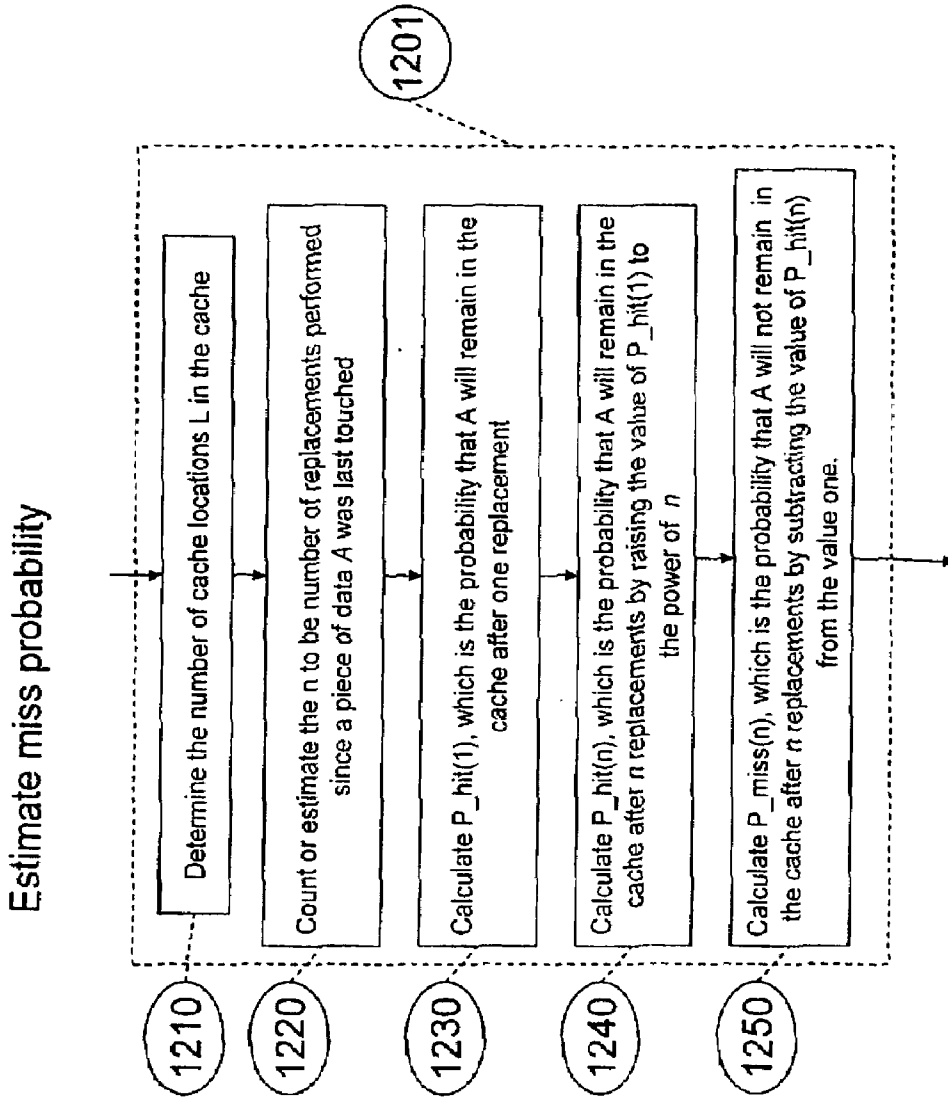 Estimate miss probability
1201
1210
Determine the number of cache locations L in the cache
1220
Count or estimate the n to be number of replacements performed
since a piece of data A was last touched
1230
Calculate P_hit(1), which is the probability that A will remain in the
cache after one replacement
1240
Calculate P_hit(n), which is the probability that A will remain in the
cache after n replacements by raising the value of P_hit(1) to
the power of n
1250
Calculate P_miss(n), which is the probability that A will not remain in
the cache after n replacements by subtracting the value of P_hit(n)
from the value one.